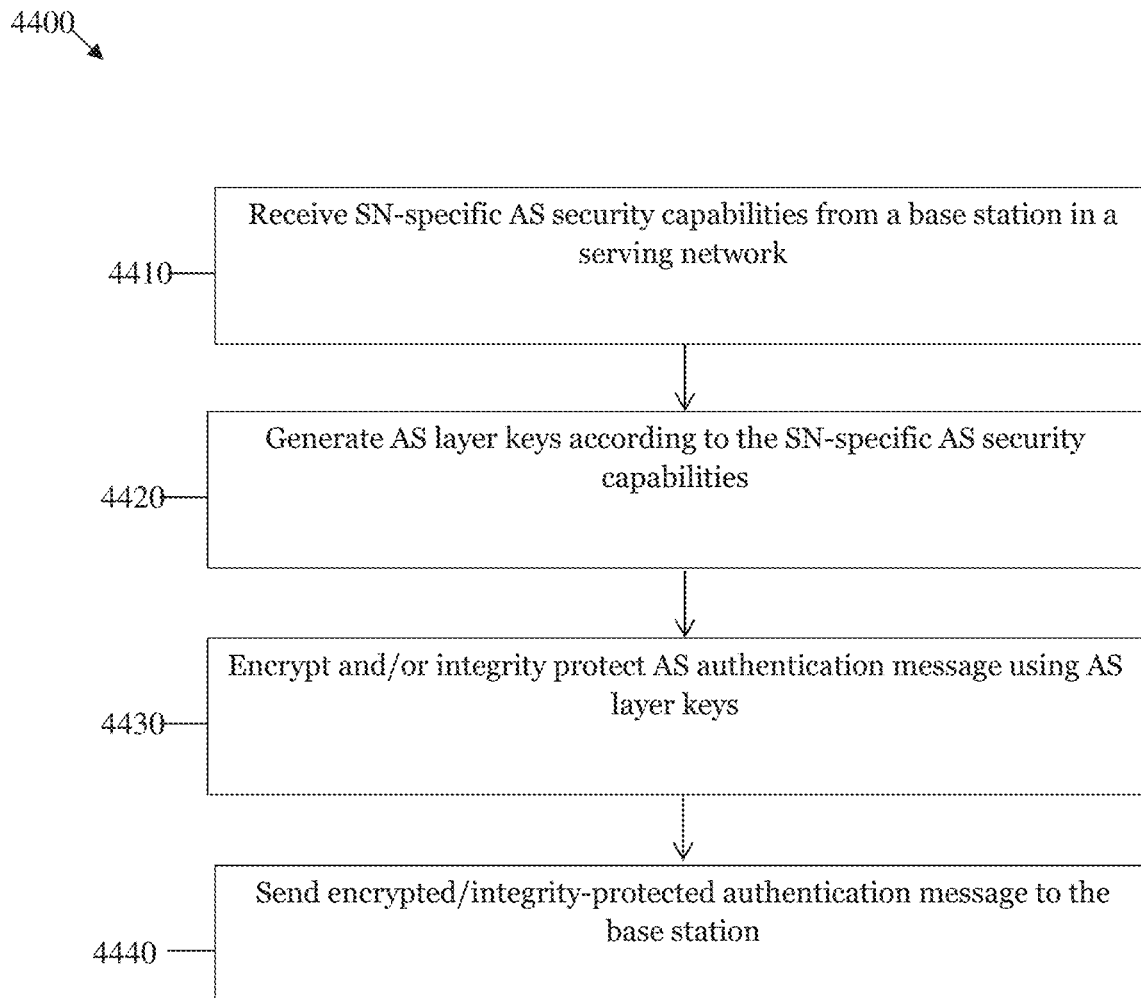 4400
Receive SN-specific AS security capabilities from a base station in a
serving network
4410
Generate AS layer keys according to the SN-specific AS security
capabilities
4420
Encrypt and/or integrity protect AS authentication message using AS
layer keys
4430
Send encrypted/integrity-protected authentication message to the
base station
4440